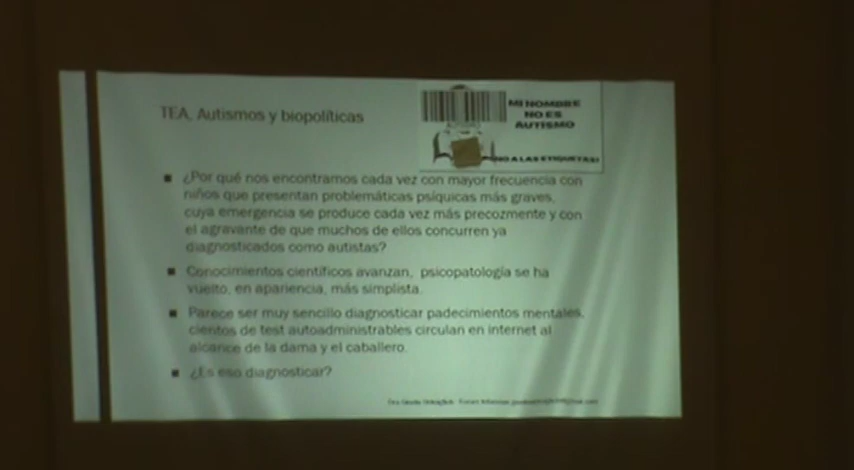 TEA, Autismos y biopolíticas
MI NOMBRE
NO ES
AUTISMO
¡NO A LAS ETIQUETAS!
¿Por qué nos encontramos cada vez con mayor frecuencia con
niños que presentan problemáticas psíquicas más graves,
cuya emergencia se produce cada vez más precozmente y con
el agravante de que muchos de ellos concurren ya
diagnosticados como autistas?
Conocimientos científicos avanzan, psicopatología se ha
vuelto, en apariencia, más simplista.
Parece ser muy sencillo diagnosticar padecimientos mentales,
cientos de test autoadministrables circulan en internet al
alcance de la dama y el caballero.
¿Es eso diagnosticar?